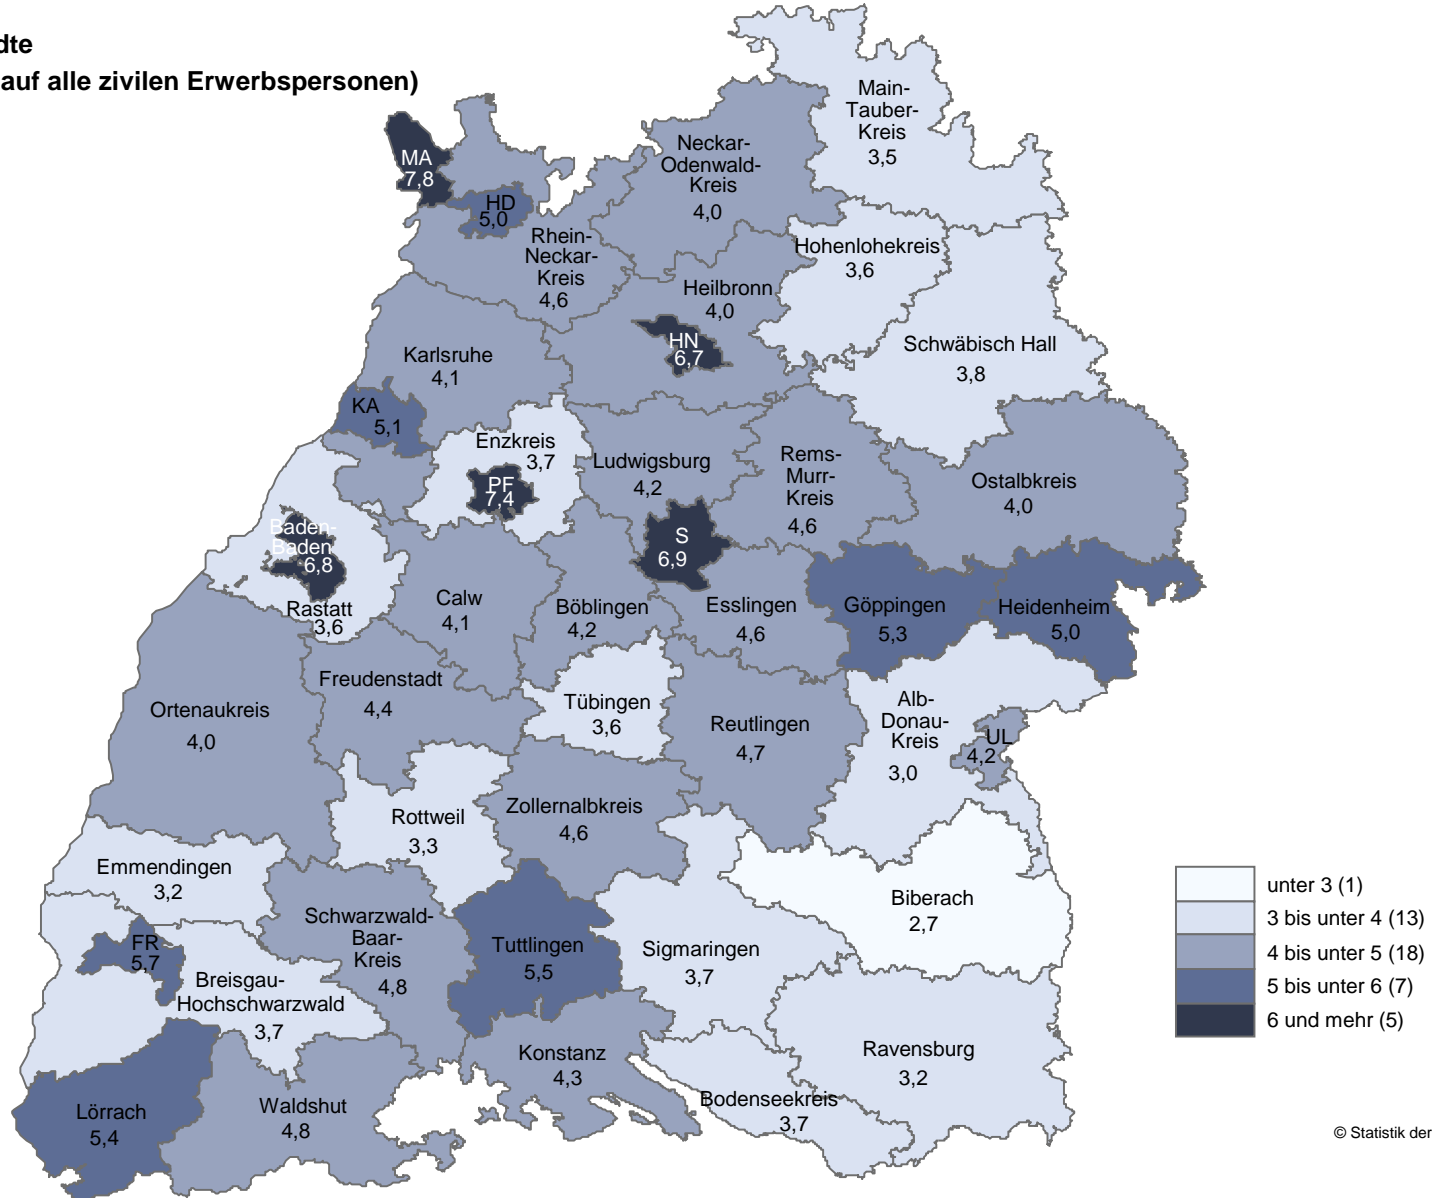 dte
auf alle zivilen Erwerbspersonen)
Main-
Tauber-
Kreis
3,5
MA
7,8
Neckar-
Odenwald-
Kreis
4,0
HD
5,0
Rhein-
Neckar-
Kreis
4,6
Hohenlohekreis
3,6
Heilbronn
4,0
HN
6,7
Schwäbisch Hall
3,8
Karlsruhe
4,1
KA
5,1
Enzkreis
3,7
PF
7,4
Ludwigsburg
4,2
Rems-
Murr-
Kreis
4,6
Ostalbkreis
4,0
Baden-
Baden
6,8
S
6,9
Rastatt
3,6
Calw
4,1
Böblingen
4,2
Esslingen
4,6
Göppingen
5,3
Heidenheim
5,0
Freudenstadt
4,4
Ortenaukreis
4,0
Tübingen
3,6
Reutlingen
4,7
Alb-
Donau-
Kreis
3,0
UL
4,2
Rottweil
3,3
Zollernalbkreis
4,6
Emmendingen
3,2
Biberach
2,7
FR
5,7
Schwarzwald-
Baar-
Kreis
4,8
Tuttlingen
5,5
Sigmaringen
3,7
Breisgau-
Hochschwarzwald
3,7
Konstanz
4,3
Ravensburg
3,2
Lörrach
5,4
Waldshut
4,8
Bodenseekreis
3,7
unter 3 (1)
3 bis unter 4 (13)
4 bis unter 5 (18)
5 bis unter 6 (7)
6 und mehr (5)
© Statistik der